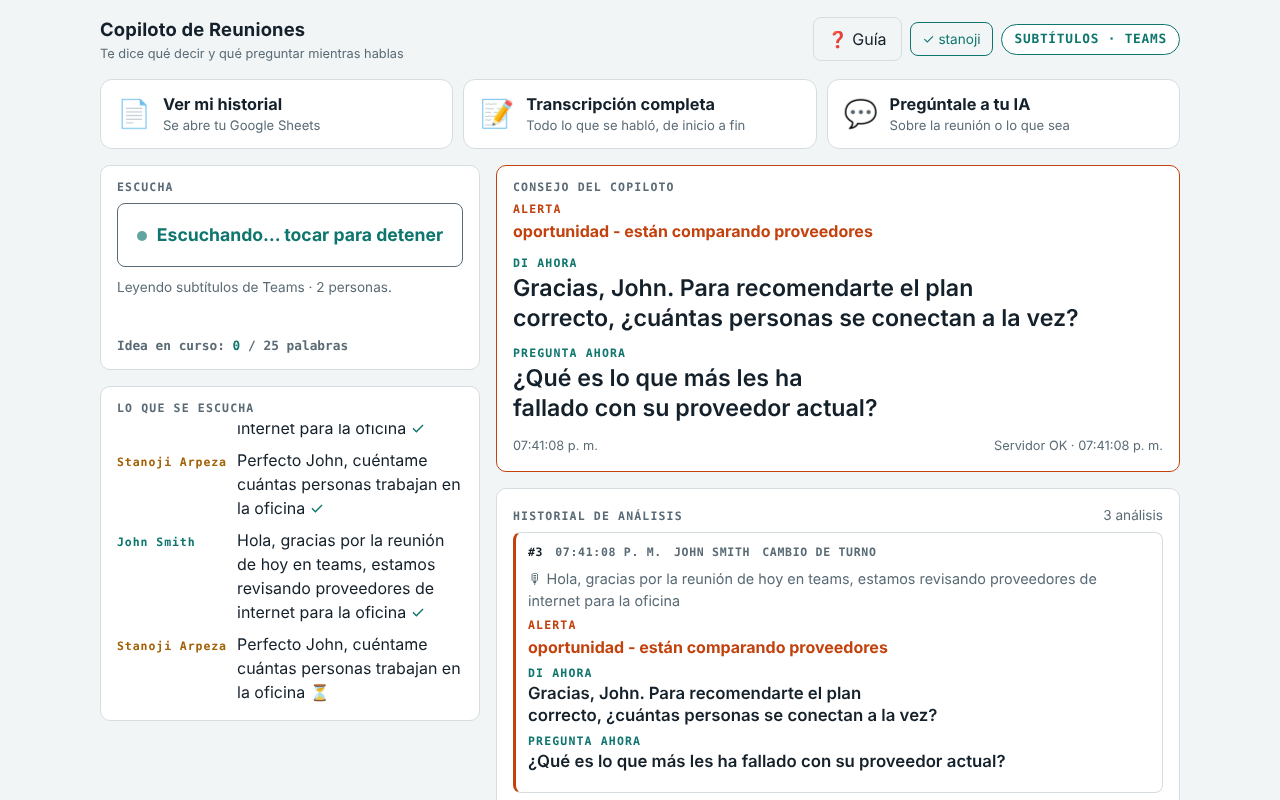 Copiloto de Reuniones
Te dice qué decir y qué preguntar mientras hablas
❓ Guía
✓ stanoji
SUBTÍTULOS · TEAMS
Ver mi historial
Se abre tu Google Sheets
Transcripción completa
Todo lo que se habló, de inicio a fin
Pregúntale a tu IA
Sobre la reunión o lo que sea
ESCUCHA
Escuchando... tocar para detener
Leyendo subtítulos de Teams · 2 personas.
Idea en curso: 0 / 25 palabras
LO QUE SE ESCUCHA
internet para la oficina ✓
Stanoji Arpeza
Perfecto John, cuéntame
cuántas personas trabajan en
la oficina ✓
John Smith
Hola, gracias por la reunión
de hoy en teams, estamos
revisando proveedores de
internet para la oficina ✓
Stanoji Arpeza
Perfecto John, cuéntame
cuántas personas trabajan en
la oficina ⏳
CONSEJO DEL COPILOTO
ALERTA
oportunidad - están comparando proveedores
DI AHORA
Gracias, John. Para recomendarte el plan
correcto, ¿cuántas personas se conectan a la vez?
PREGUNTA AHORA
¿Qué es lo que más les ha
fallado con su proveedor actual?
07:41:08 p. m.
Servidor OK · 07:41:08 p. m.
HISTORIAL DE ANÁLISIS
3 análisis
#3 07:41:08 P. M. JOHN SMITH CAMBIO DE TURNO
🎙 Hola, gracias por la reunión de hoy en teams, estamos revisando proveedores de
internet para la oficina
ALERTA
oportunidad - están comparando proveedores
DI AHORA
Gracias, John. Para recomendarte el plan
correcto, ¿cuántas personas se conectan a la vez?
PREGUNTA AHORA
¿Qué es lo que más les ha fallado con su proveedor actual?